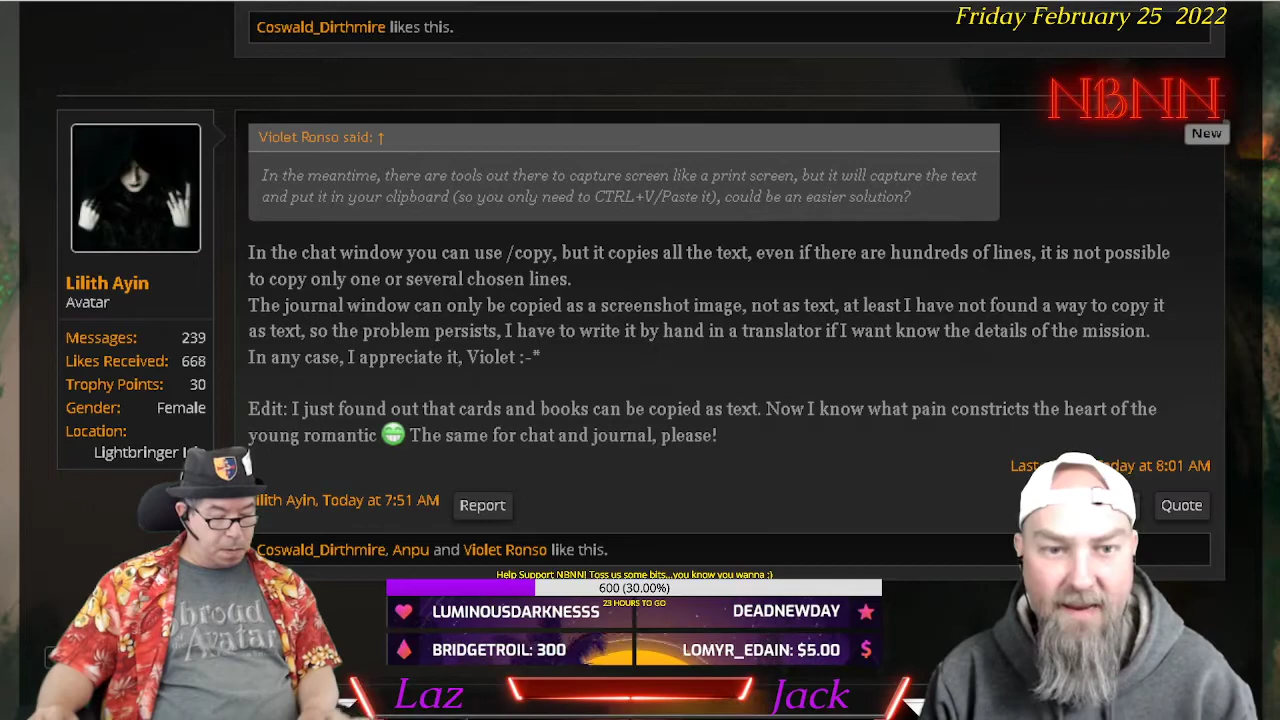 Friday February 25 2022
Coswald_Dirthmire likes this.
NBNN
New
Violet Ronso said: ↑
In the meantime, there are tools out there to capture screen like a print screen, but it will capture the text
and put it in your clipboard (so you only need to CTRL+V/Paste it), could be an easier solution?
In the chat window you can use /copy, but it copies all the text, even if there are hundreds of lines, it is not possible
to copy only one or several chosen lines.
The journal window can only be copied as a screenshot image, not as text, at least I have not found a way to copy it
as text, so the problem persists, I have to write it by hand in a translator if I want know the details of the mission.
In any case, I appreciate it, Violet :-*
Edit: I just found out that cards and books can be copied as text. Now I know what pain constricts the heart of the
young romantic 😁 The same for chat and journal, please!
Lilith Ayin
Avatar
Messages: 239
Likes Received: 668
Trophy Points: 30
Gender: Female
Location:
Lightbringer
Last day at 8:01 AM
ilith Ayin, Today at 7:51 AM
Report
Quote
Coswald_Dirthmire, Anpu and Violet Ronso like this.
Help Support NBNN! Toss us some bits...you know you wanna :)
600 (30.00%)
23 HOURS TO GO
LUMINOUSDARKNESSS
DEADNEWDAY
BRIDGETROIL: 300
LOMYR_EDAIN: $5.00
$
Shroud
of the
Avatar
Laz
Jack